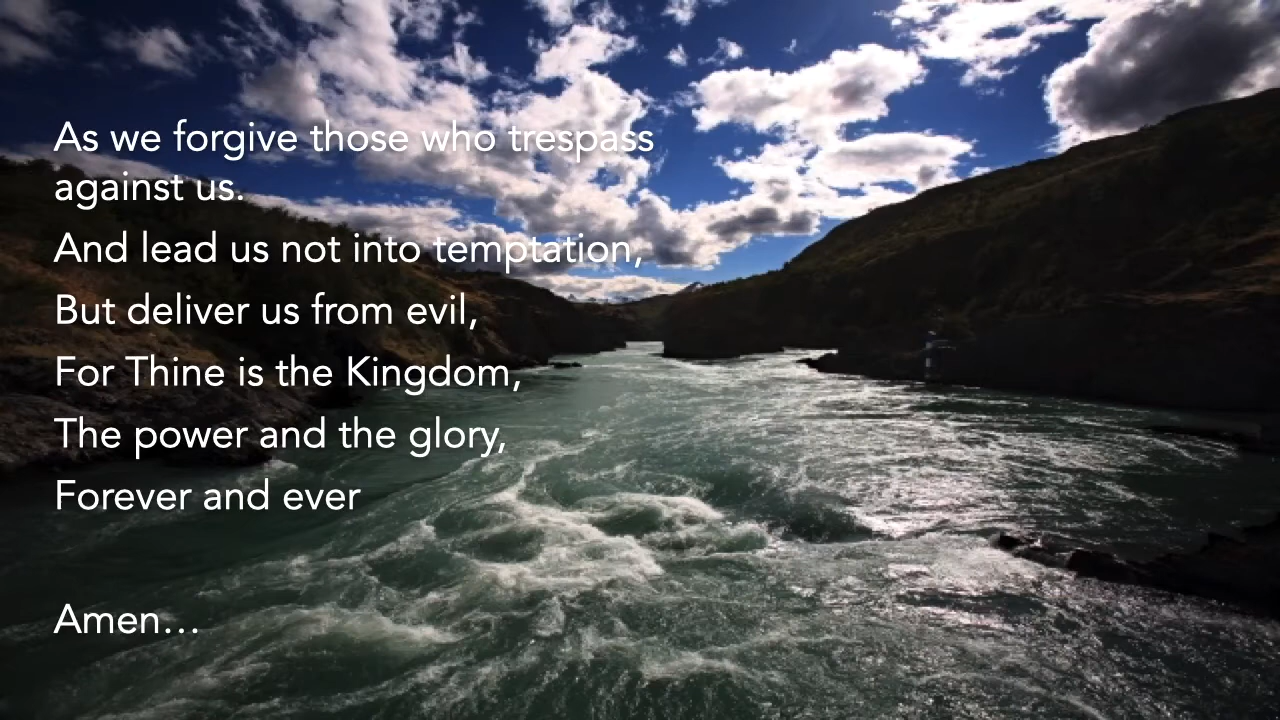 As we forgive those who trespass
against us.
And lead us not into temptation,
But deliver us from evil,
For Thine is the Kingdom,
The power and the glory,
Forever and ever
Amen…